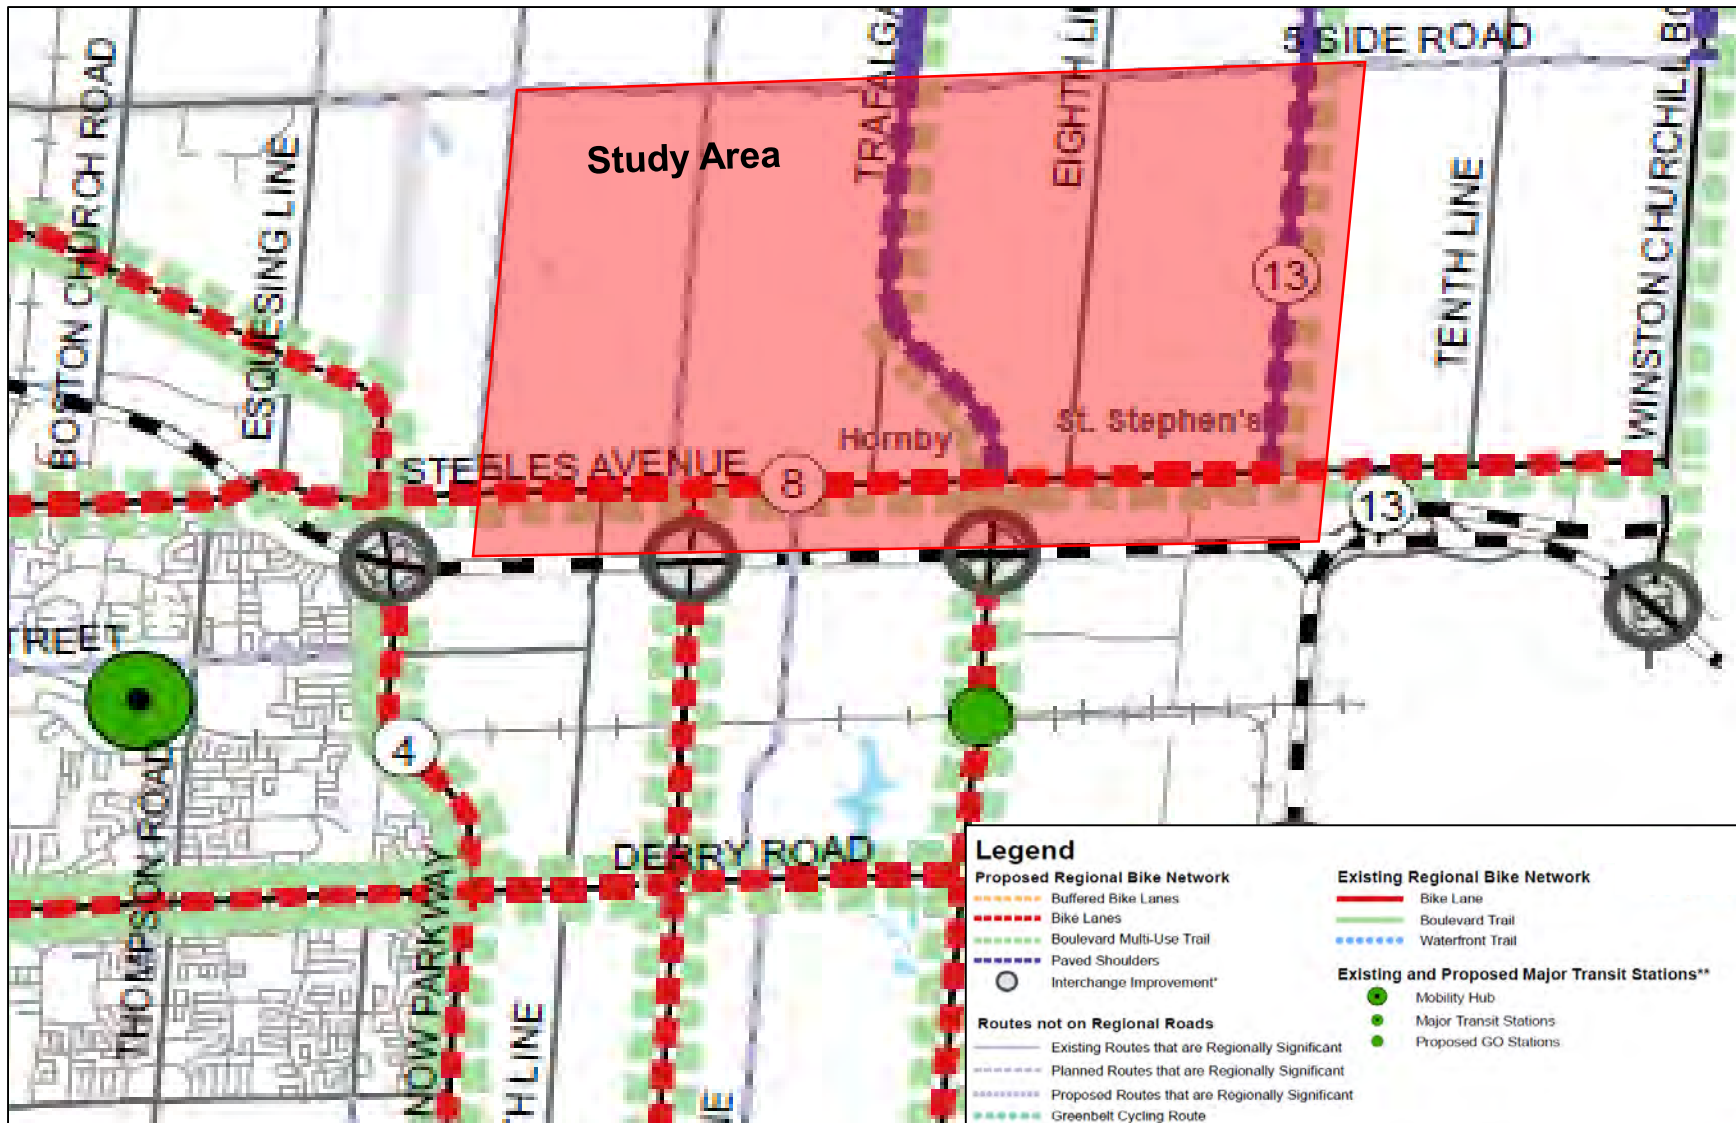 BOSTON CHURCH ROAD
ESQUESING LINE
Study Area
EIGHTH LI
5 SIDE ROAD
13
TENTH LINE
WINSTON CHURCHILL BO
TRAFALGA
Hornby
St. Stephen's
STEELES AVENUE
8
13
TREET
4
THOMPSON ROAD
DERRY ROAD
NOW PARKWAY
TH LINE
NE
Legend
Proposed Regional Bike Network
Buffered Bike Lanes
Bike Lanes
Boulevard Multi-Use Trail
Paved Shoulders
Interchange Improvement*
Routes not on Regional Roads
Existing Routes that are Regionally Significant
Planned Routes that are Regionally Significant
Proposed Routes that are Regionally Significant
Greenbelt Cycling Route
Existing Regional Bike Network
Bike Lane
Boulevard Trail
Waterfront Trail
Existing and Proposed Major Transit Stations**
Mobility Hub
Major Transit Stations
Proposed GO Stations